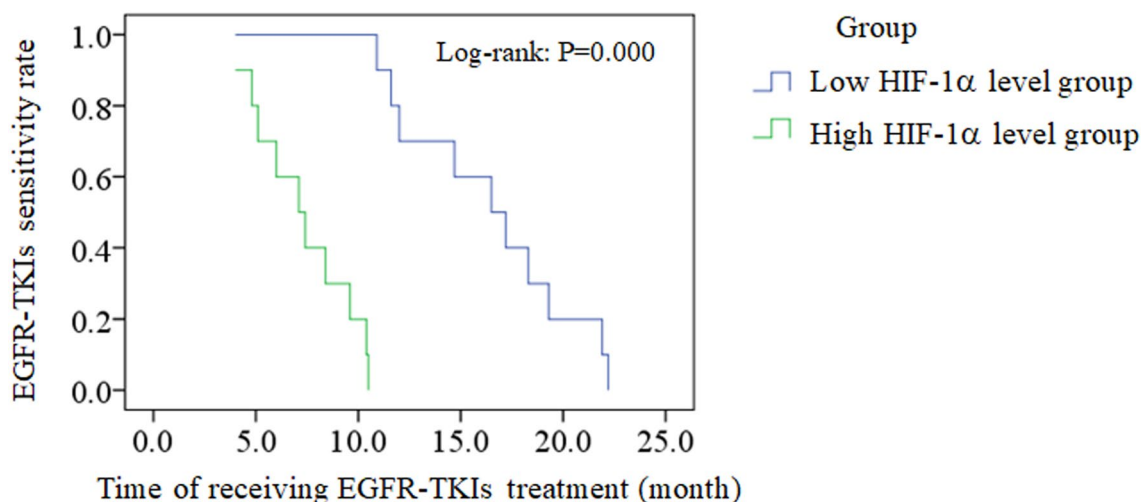 Group
Log-rank: P=0.000
Low HIF-1α level group
High HIF-1α level group
EGFR-TKIs sensitivity rate
1.0
0.8
0.6
0.4
0.2
0.0
0.0 5.0 10.0 15.0 20.0 25.0
Time of receiving EGFR-TKIs treatment (month)